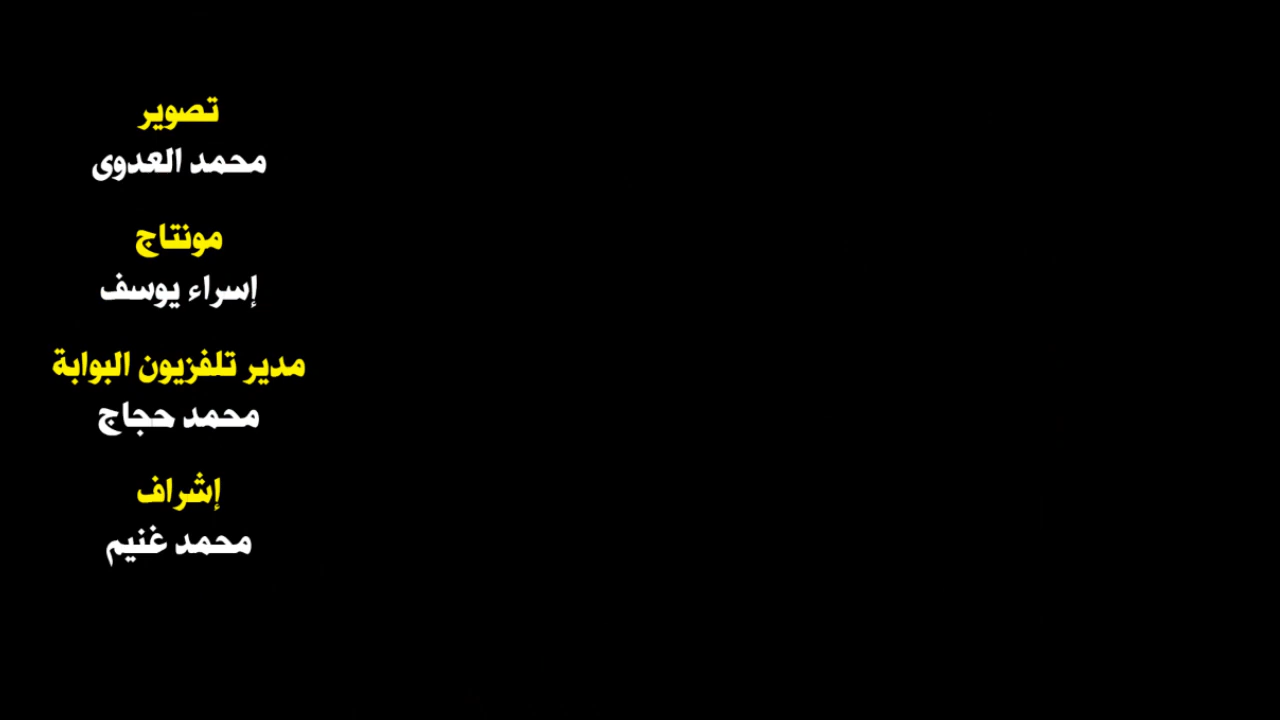 تصوير
محمد العدوى
مونتاج
إسراء يوسف
مدير تلفزيون البوابة
محمد حجاج
إشراف
محمد غنيم